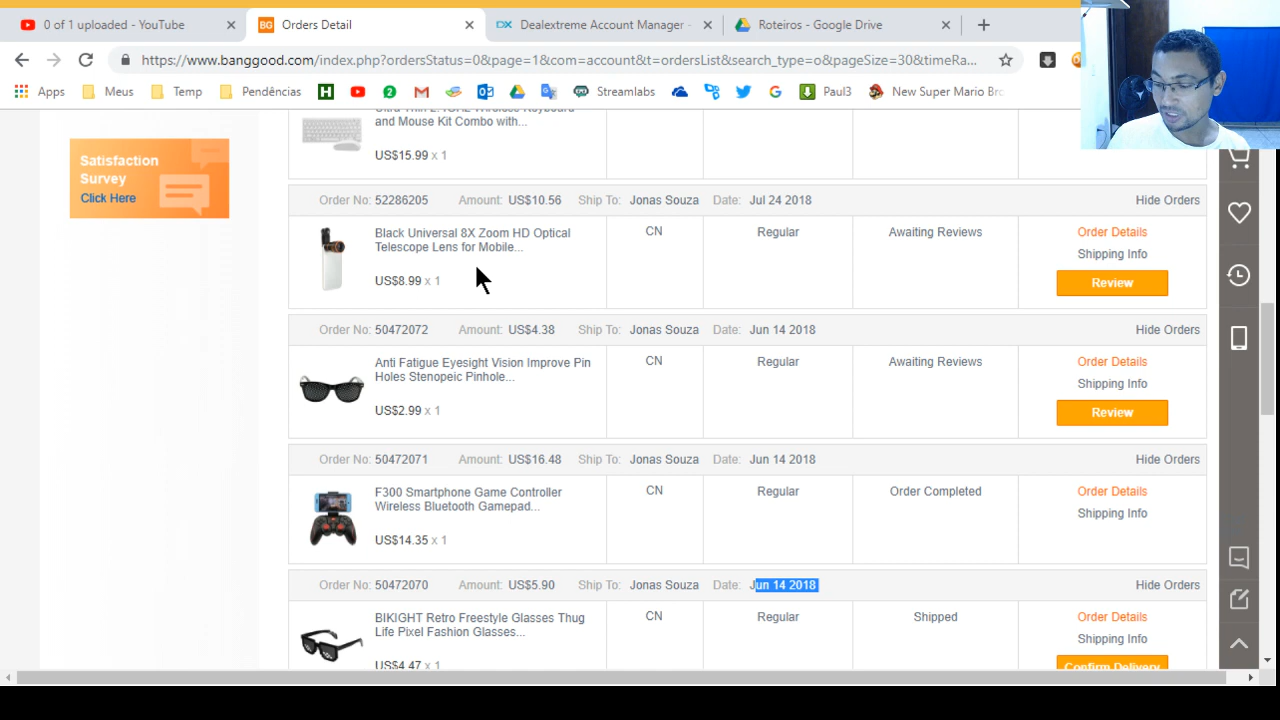 0 of 1 uploaded - YouTube
BG Orders Detail
DX Dealextreme Account Manager -
Roteiros - Google Drive
https://www.banggood.com/index.php?ordersStatus=0&page=1&com=account&t=ordersList&search_type=o&pageSize=30&timeRa...
Apps Meus Temp Pendências Streamlabs Paul3 New Super Mario Bro
Satisfaction
Survey
Click Here
Ultra Thin 2.4GHz Wireless Keyboard
and Mouse Kit Combo with...
US$15.99 x 1
Order No: 52286205 Amount: US$10.56 Ship To: Jonas Souza Date: Jul 24 2018 Hide Orders
Black Universal 8X Zoom HD Optical
Telescope Lens for Mobile...
US$8.99 x 1
CN
Regular
Awaiting Reviews
Order Details
Shipping Info
Review
Order No: 50472072 Amount: US$4.38 Ship To: Jonas Souza Date: Jun 14 2018 Hide Orders
Anti Fatigue Eyesight Vision Improve Pin
Holes Stenopeic Pinhole...
US$2.99 x 1
CN
Regular
Awaiting Reviews
Order Details
Shipping Info
Review
Order No: 50472071 Amount: US$16.48 Ship To: Jonas Souza Date: Jun 14 2018 Hide Orders
F300 Smartphone Game Controller
Wireless Bluetooth Gamepad...
US$14.35 x 1
CN
Regular
Order Completed
Order Details
Shipping Info
Order No: 50472070 Amount: US$5.90 Ship To: Jonas Souza Date: Jun 14 2018 Hide Orders
BIKIGHT Retro Freestyle Glasses Thug
Life Pixel Fashion Glasses...
US$4.47 x 1
CN
Regular
Shipped
Order Details
Shipping Info
Confirm Delivery